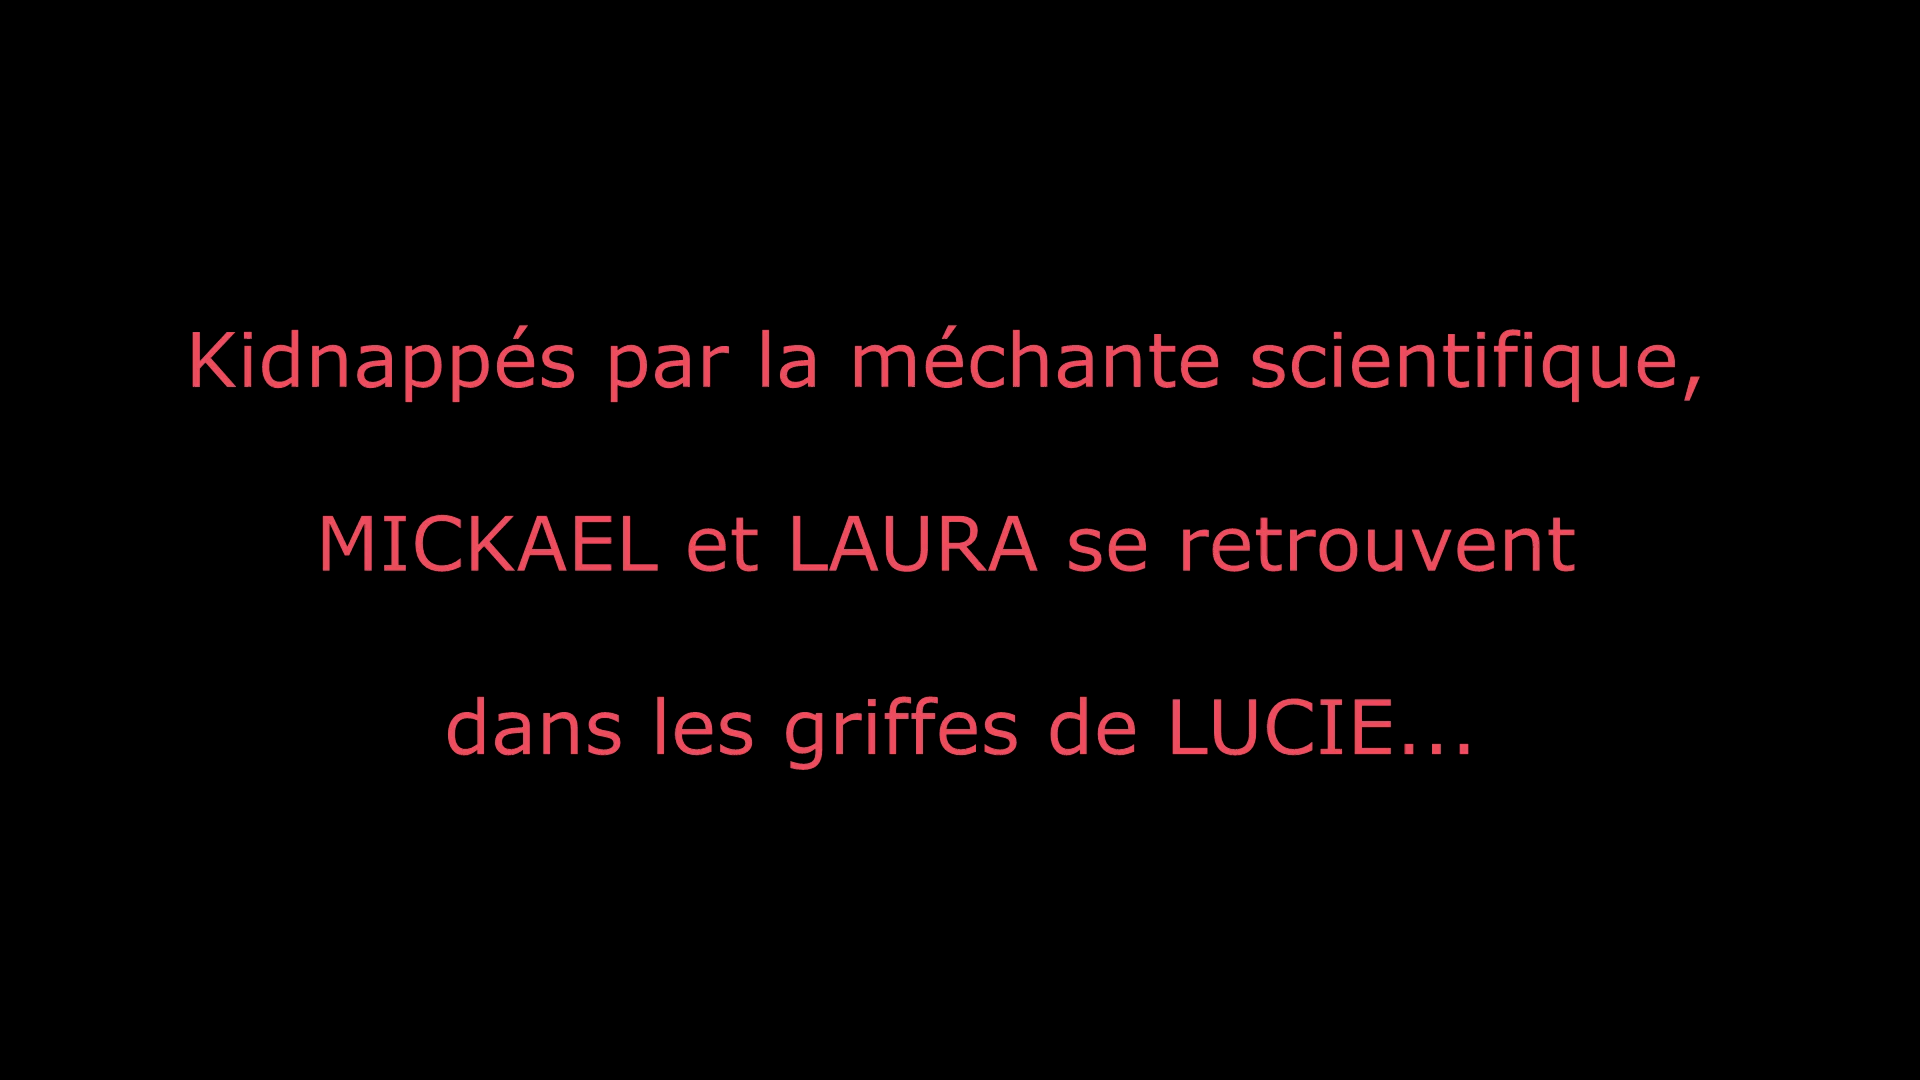 Kidnappés par la méchante scientifique,
MICKAEL et LAURA se retrouvent
dans les griffes de LUCIE...